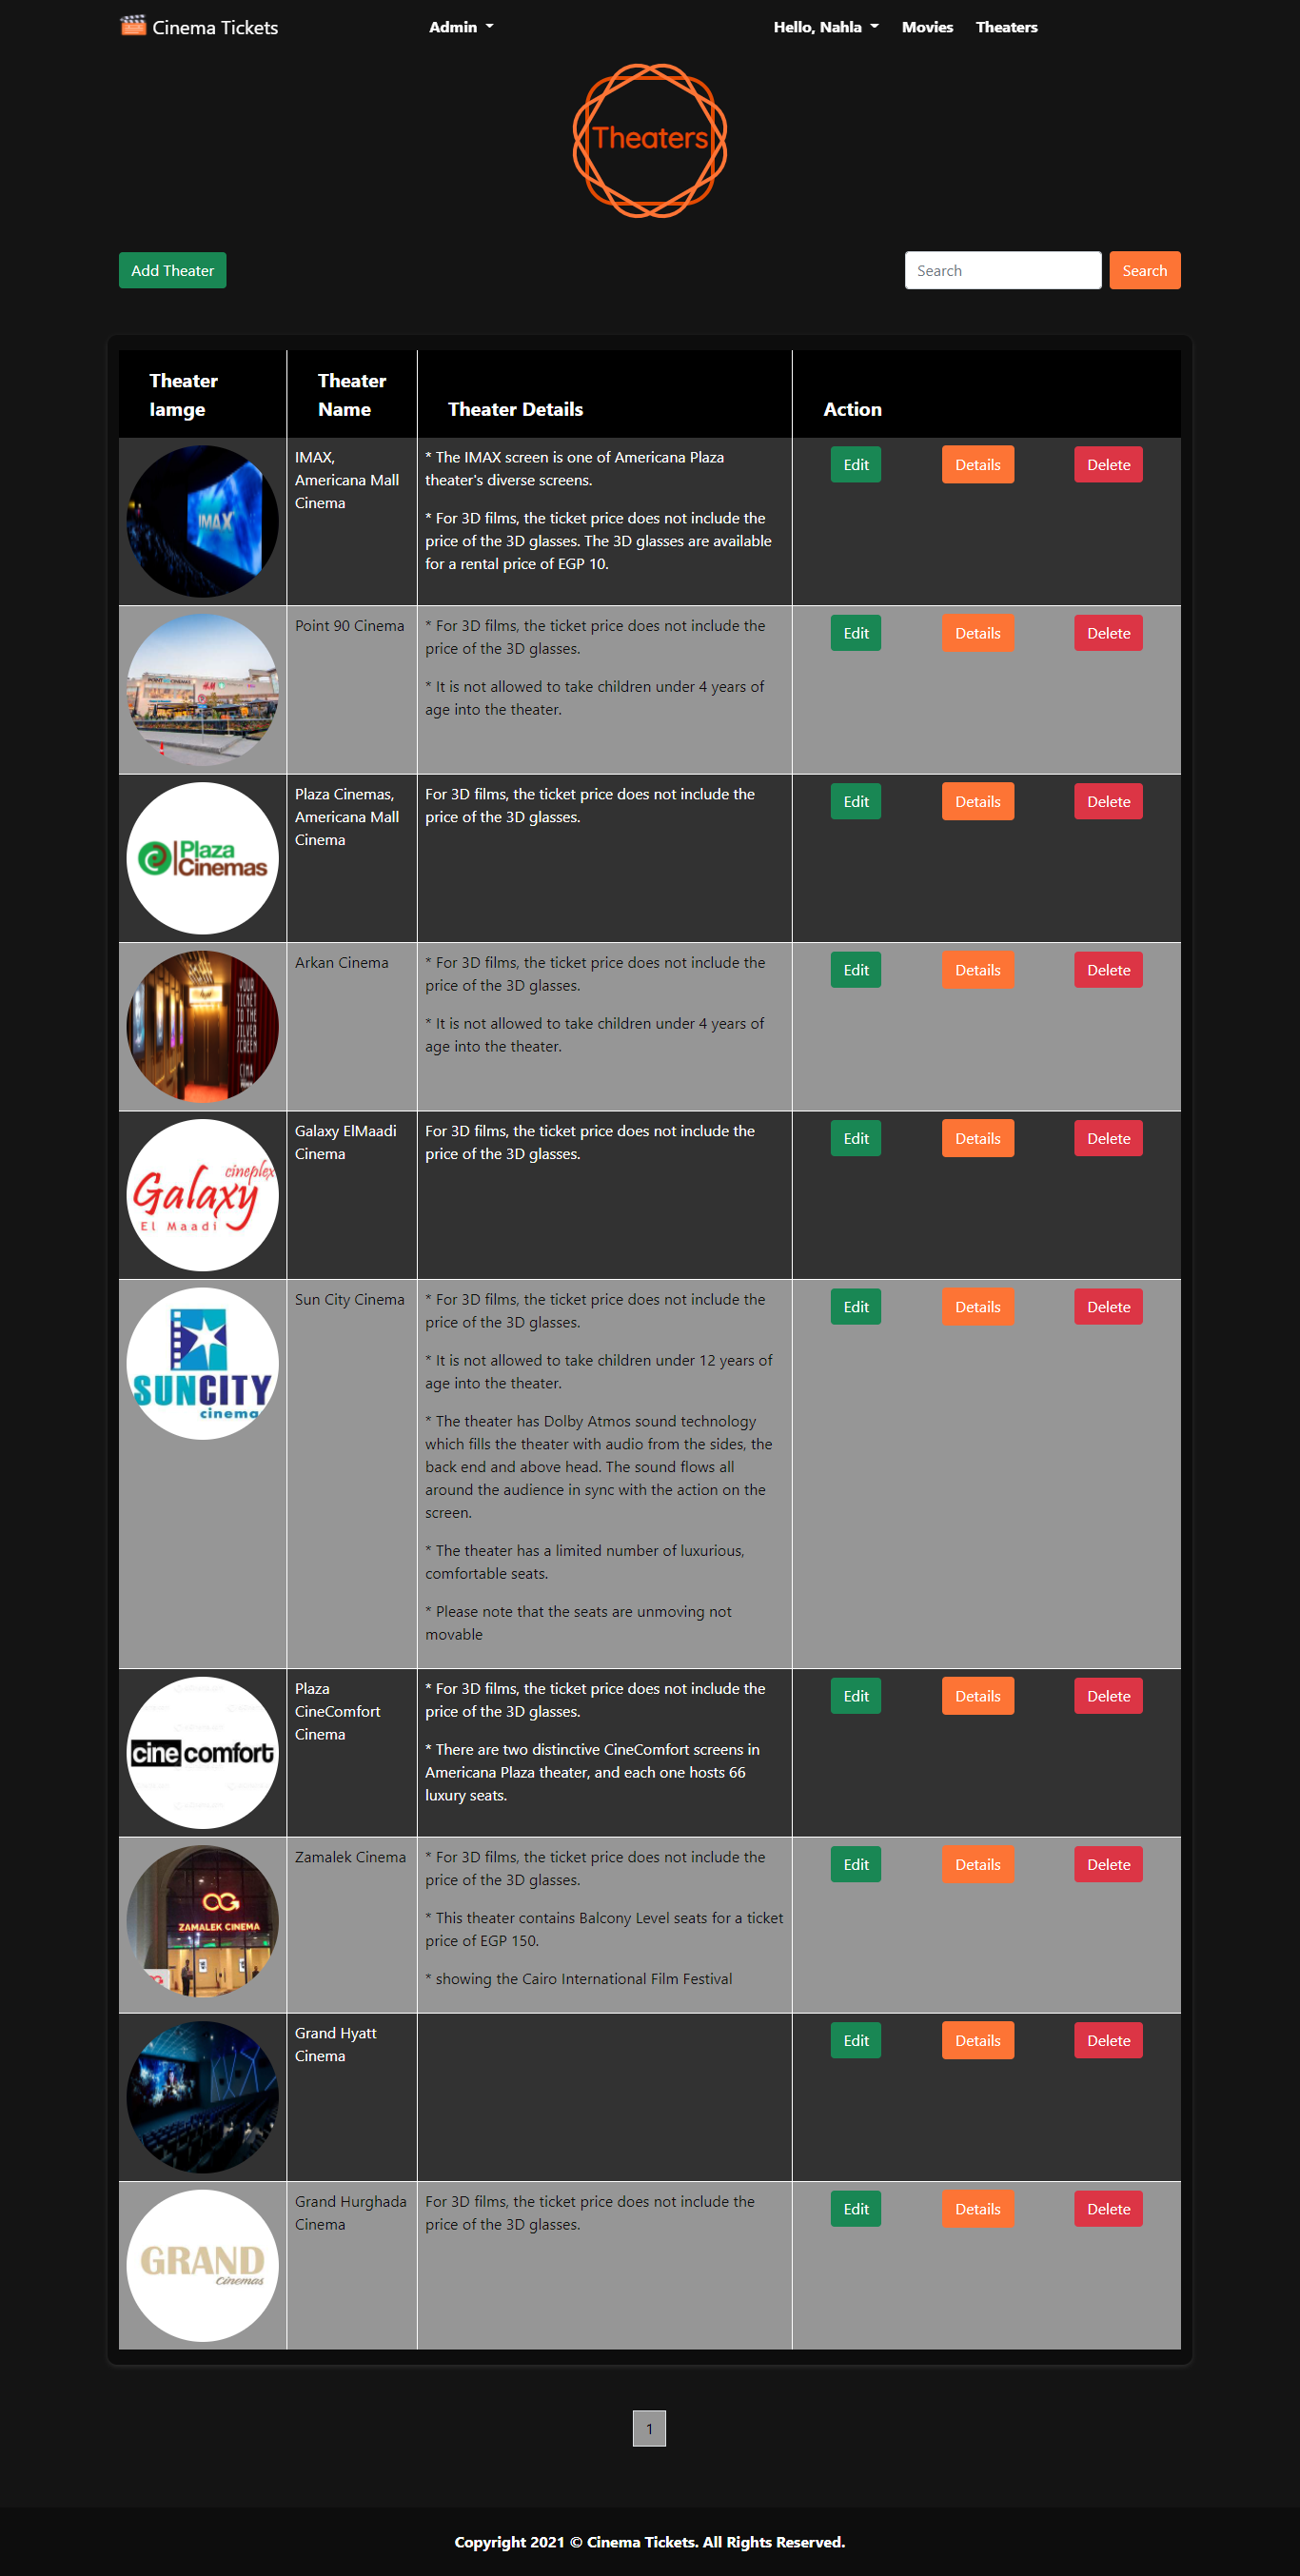 Cinema Tickets
Admin
Hello, Nahla
Movies
Theaters
Theaters
Add Theater
Search
Search
Theater
Iamge
Theater
Name
Theater Details
Action
IMAX
IMAX,
Americana Mall
Cinema
* The IMAX screen is one of Americana Plaza
theater's diverse screens.
* For 3D films, the ticket price does not include the
price of the 3D glasses. The 3D glasses are available
for a rental price of EGP 10.
Edit
Details
Delete
H&M
Point 90 Cinema
* For 3D films, the ticket price does not include the
price of the 3D glasses.
* It is not allowed to take children under 4 years of
age into the theater.
Edit
Details
Delete
Plaza
Cinemas
Plaza Cinemas,
Americana Mall
Cinema
For 3D films, the ticket price does not include the
price of the 3D glasses.
Edit
Details
Delete
YOUR
TICKET
TO THE
SILVER
SCREEN
CIMA
Arkan Cinema
* For 3D films, the ticket price does not include the
price of the 3D glasses.
* It is not allowed to take children under 4 years of
age into the theater.
Edit
Details
Delete
cineplex
Galaxy
El Maadi
Galaxy ElMaadi
Cinema
For 3D films, the ticket price does not include the
price of the 3D glasses.
Edit
Details
Delete
SUNCITY
cinema
Sun City Cinema
* For 3D films, the ticket price does not include the
price of the 3D glasses.
* It is not allowed to take children under 12 years of
age into the theater.
* The theater has Dolby Atmos sound technology
which fills the theater with audio from the sides, the
back end and above head. The sound flows all
around the audience in sync with the action on the
screen.
* The theater has a limited number of luxurious,
comfortable seats.
* Please note that the seats are unmoving not
movable
Edit
Details
Delete
cine comfort
Plaza
CineComfort
Cinema
* For 3D films, the ticket price does not include the
price of the 3D glasses.
* There are two distinctive CineComfort screens in
Americana Plaza theater, and each one hosts 66
luxury seats.
Edit
Details
Delete
ZAMALEK CINEMA
Zamalek Cinema
* For 3D films, the ticket price does not include the
price of the 3D glasses.
* This theater contains Balcony Level seats for a ticket
price of EGP 150.
* showing the Cairo International Film Festival
Edit
Details
Delete
Grand Hyatt
Cinema
Edit
Details
Delete
GRAND
Cinemas
Grand Hurghada
Cinema
For 3D films, the ticket price does not include the
price of the 3D glasses.
Edit
Details
Delete
1
Copyright 2021 © Cinema Tickets. All Rights Reserved.